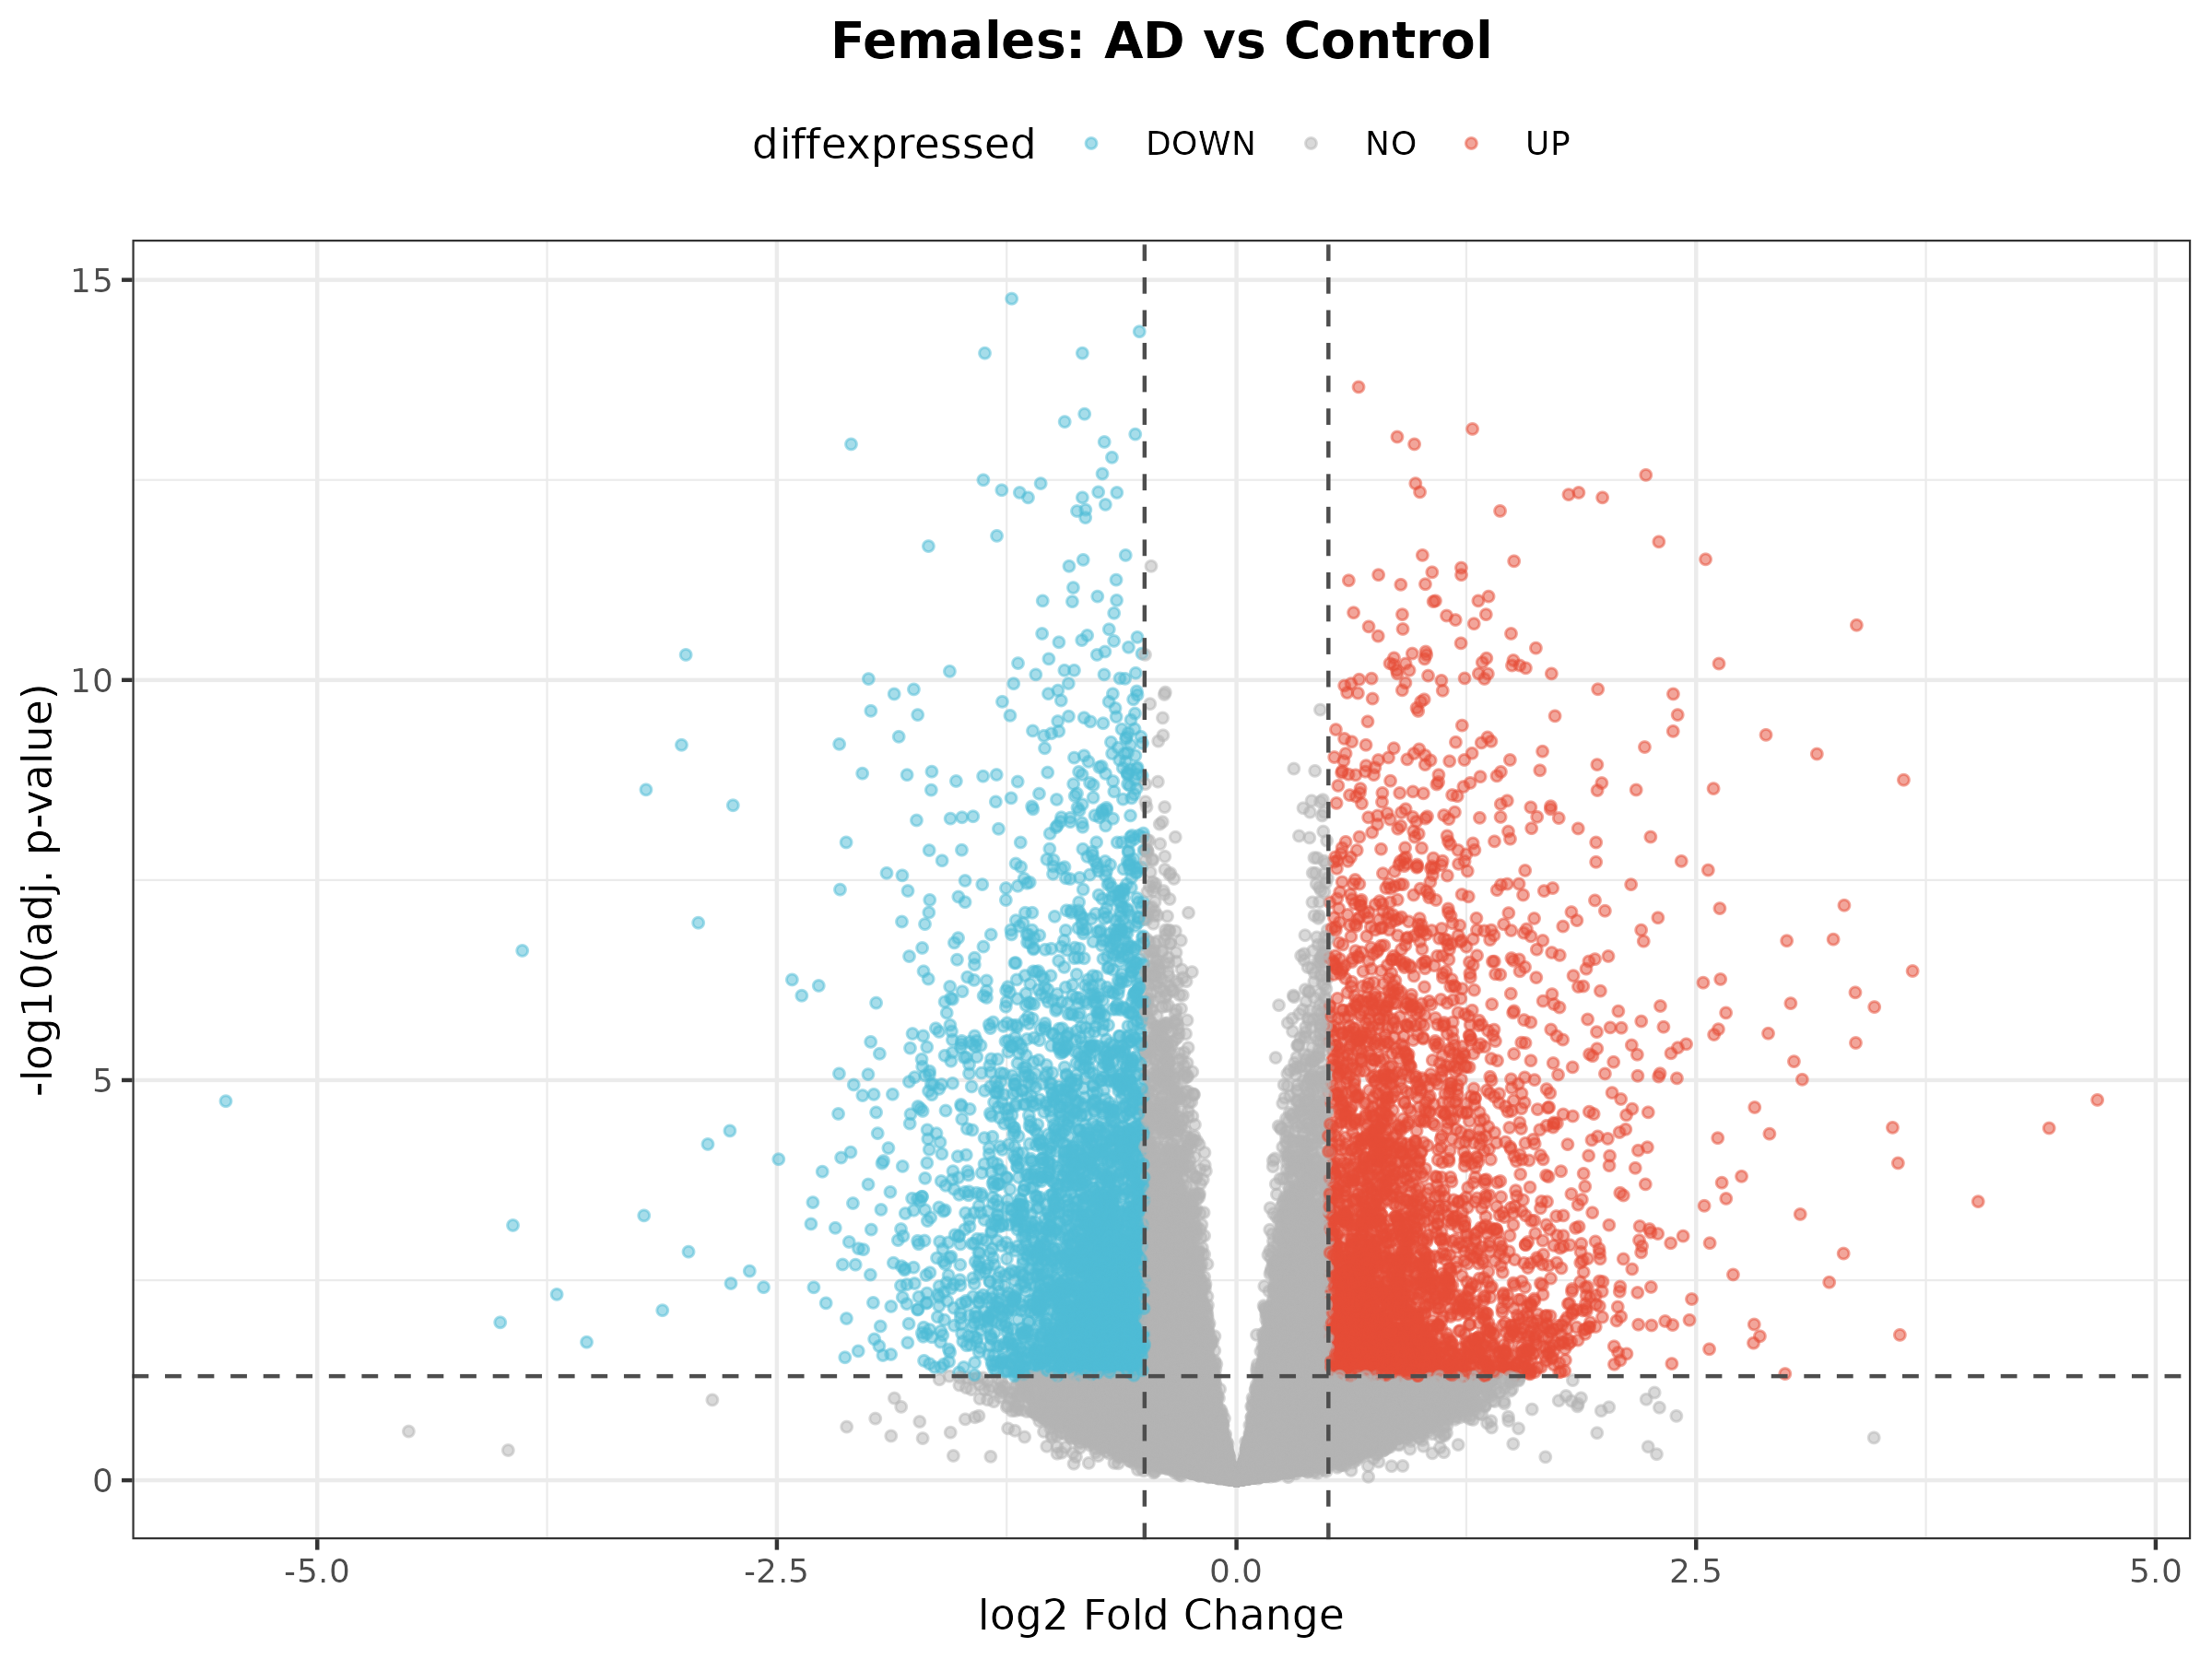 Females: AD vs Control
diffexpressed DOWN NO UP
15
10
5
0
-log10(adj. p-value)
-5.0 -2.5 0.0 2.5 5.0
log2 Fold Change